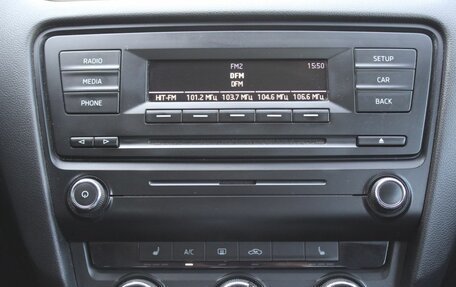 RADIO
MEDIA
PHONE
FM2 15:50
DFM
DFM
HIT-FM 101.2 МГц 103.7 МГц 104.6 МГц 106.6 МГц
SETUP
CAR
BACK
A/C